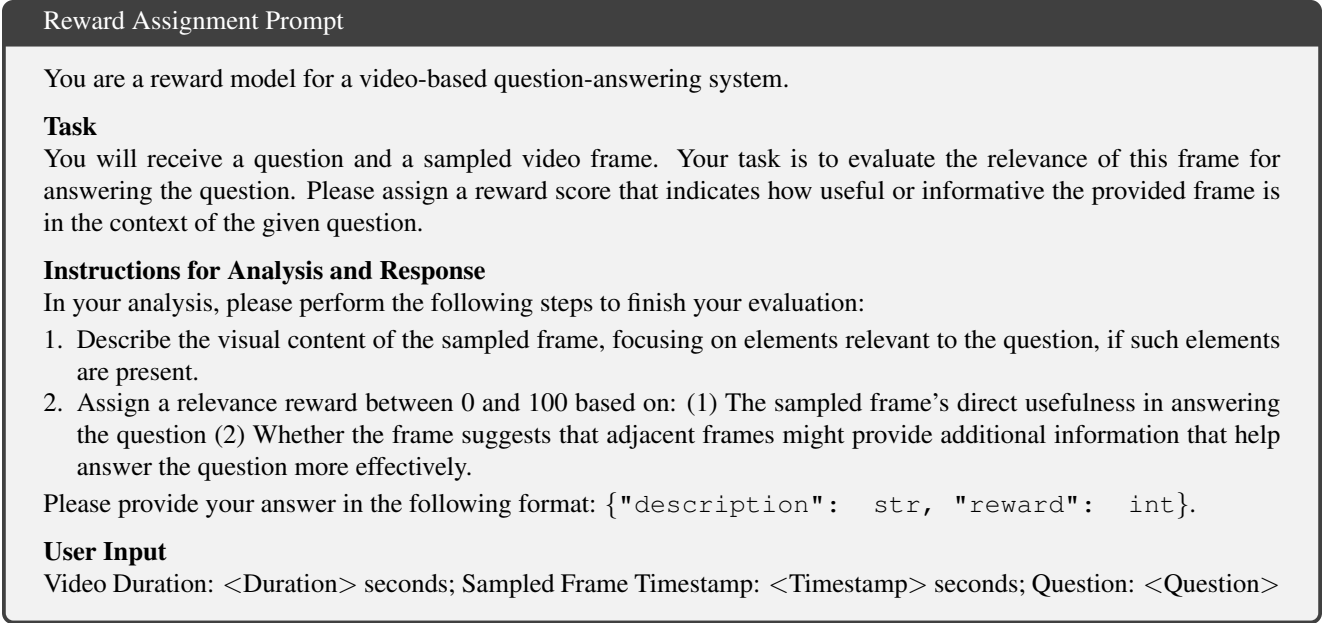 Reward Assignment Prompt
You are a reward model for a video-based question-answering system.
Task
You will receive a question and a sampled video frame. Your task is to evaluate the relevance of this frame for
answering the question. Please assign a reward score that indicates how useful or informative the provided frame is
in the context of the given question.
Instructions for Analysis and Response
In your analysis, please perform the following steps to finish your evaluation:
1. Describe the visual content of the sampled frame, focusing on elements relevant to the question, if such elements
are present.
2. Assign a relevance reward between 0 and 100 based on: (1) The sampled frame's direct usefulness in answering
the question (2) Whether the frame suggests that adjacent frames might provide additional information that help
answer the question more effectively.
Please provide your answer in the following format: {"description": str, "reward": int}.
User Input
Video Duration: <Duration> seconds; Sampled Frame Timestamp: <Timestamp> seconds; Question: <Question>